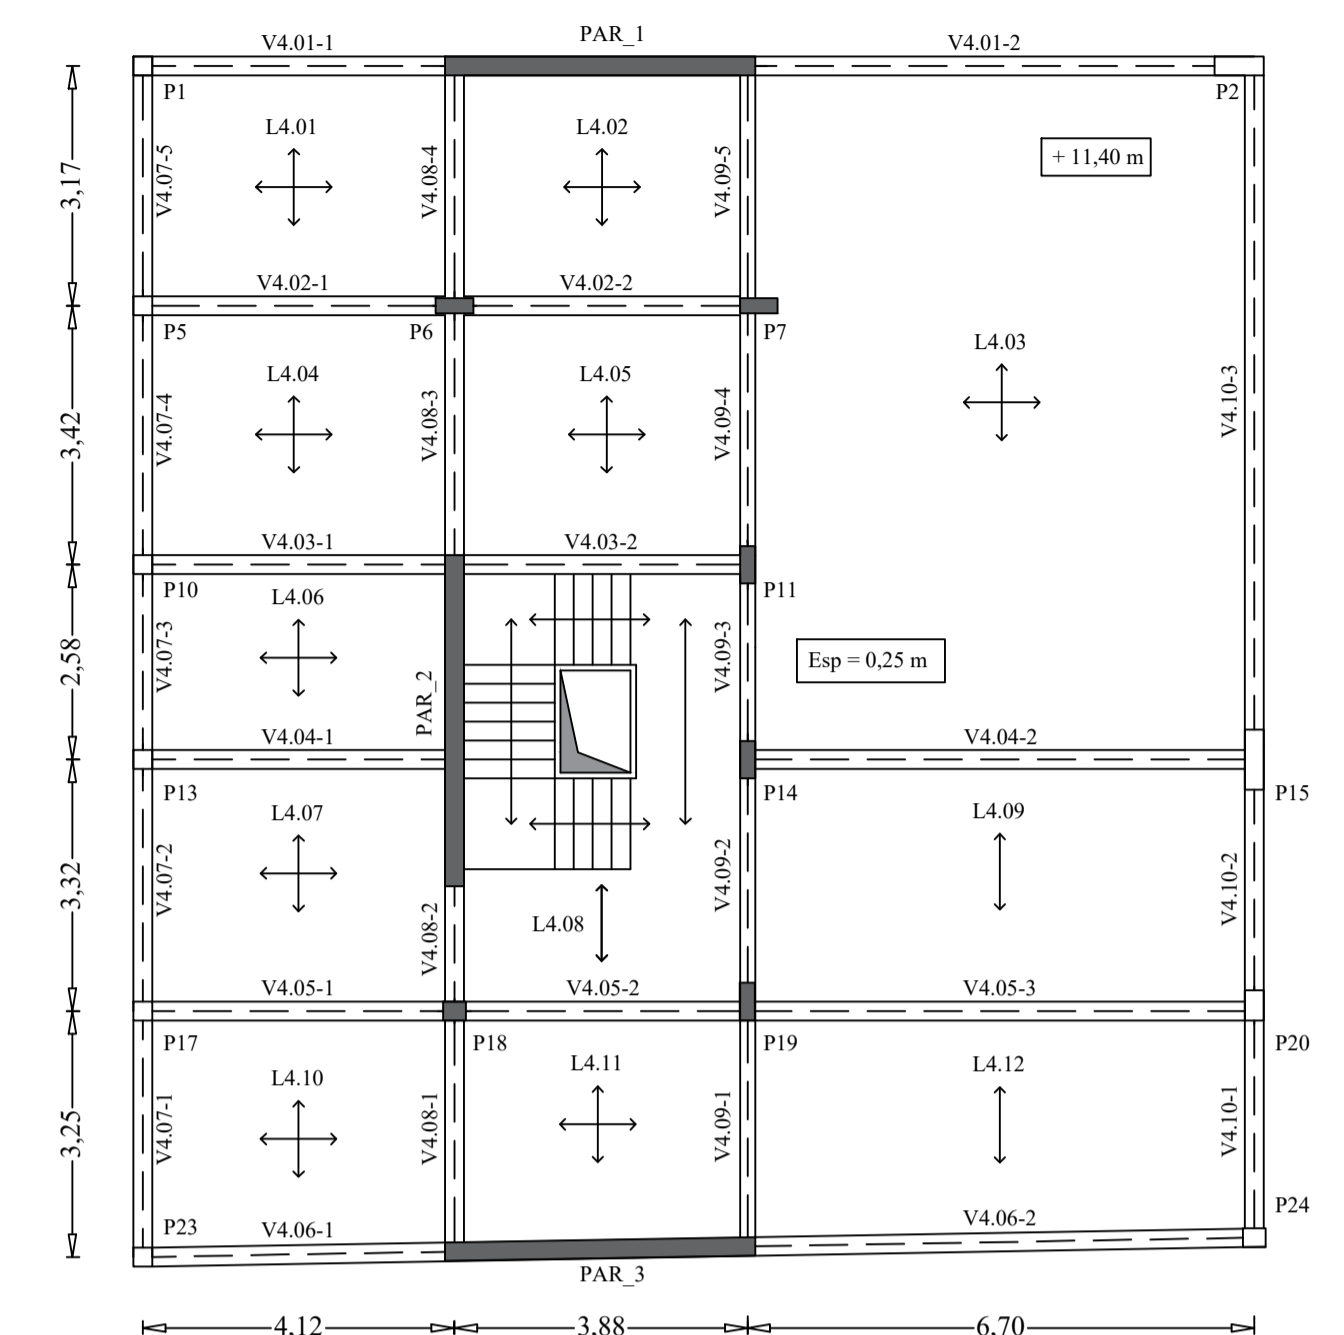 PAR_1
V4.01-1
V4.01-2
P1
P2
L4.01
L4.02
+ 11,40 m
3,17
V4.07-5
V4.08-4
V4.09-5
V4.02-1
V4.02-2
P5
P6
P7
L4.03
L4.04
L4.05
3,42
V4.07-4
V4.08-3
V4.09-4
V4.10-3
V4.03-1
V4.03-2
P10
P11
L4.06
2,58
V4.07-3
PAR_2
V4.09-3
Esp = 0,25 m
V4.04-1
V4.04-2
P13
P14
P15
L4.07
L4.09
3,32
V4.07-2
V4.08-2
V4.09-2
V4.10-2
L4.08
V4.05-1
V4.05-2
V4.05-3
P17
P18
P19
P20
L4.10
L4.11
L4.12
3,25
V4.07-1
V4.08-1
V4.09-1
V4.10-1
P23
P24
V4.06-1
V4.06-2
PAR_3
4,12
3,88
6,70